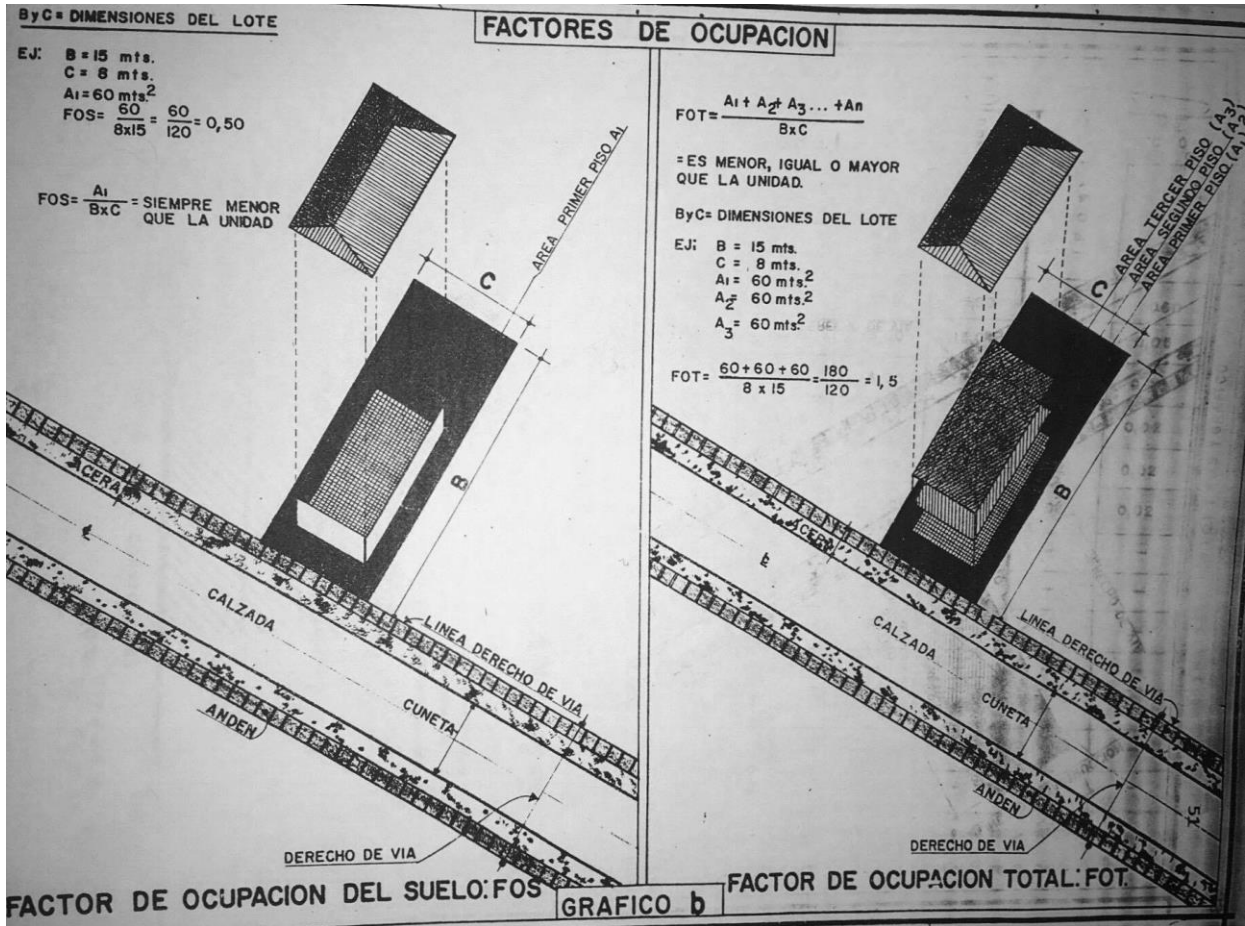 FACTORES DE OCUPACION
B y C = DIMENSIONES DEL LOTE
EJ: B = 15 mts.
C = 8 mts.
A1 = 60 mts.2
FOS = 60 / 8x15 = 60 / 120 = 0,50
FOS = A1 / BxC = SIEMPRE MENOR
QUE LA UNIDAD
AREA PRIMER PISO A1
C
B
ACERA
CALZADA
LINEA DERECHO DE VIA
CUNETA
ANDEN
DERECHO DE VIA
FACTOR DE OCUPACION DEL SUELO: FOS
FOT = A1 + A2 + A3 ... + An / BxC
= ES MENOR, IGUAL O MAYOR
QUE LA UNIDAD.
B y C = DIMENSIONES DEL LOTE
EJ: B = 15 mts.
C = 8 mts.
A1 = 60 mts.2
A2 = 60 mts.2
A3 = 60 mts.2
FOT = 60 + 60 + 60 / 8 x 15 = 180 / 120 = 1,5
AREA TERCER PISO (A3)
AREA SEGUNDO PISO (A2)
AREA PRIMER PISO (A1)
C
B
ACERA
CALZADA
LINEA DERECHO DE VIA
CUNETA
ANDEN
51
DERECHO DE VIA
FACTOR DE OCUPACION TOTAL: FOT.
GRAFICO b